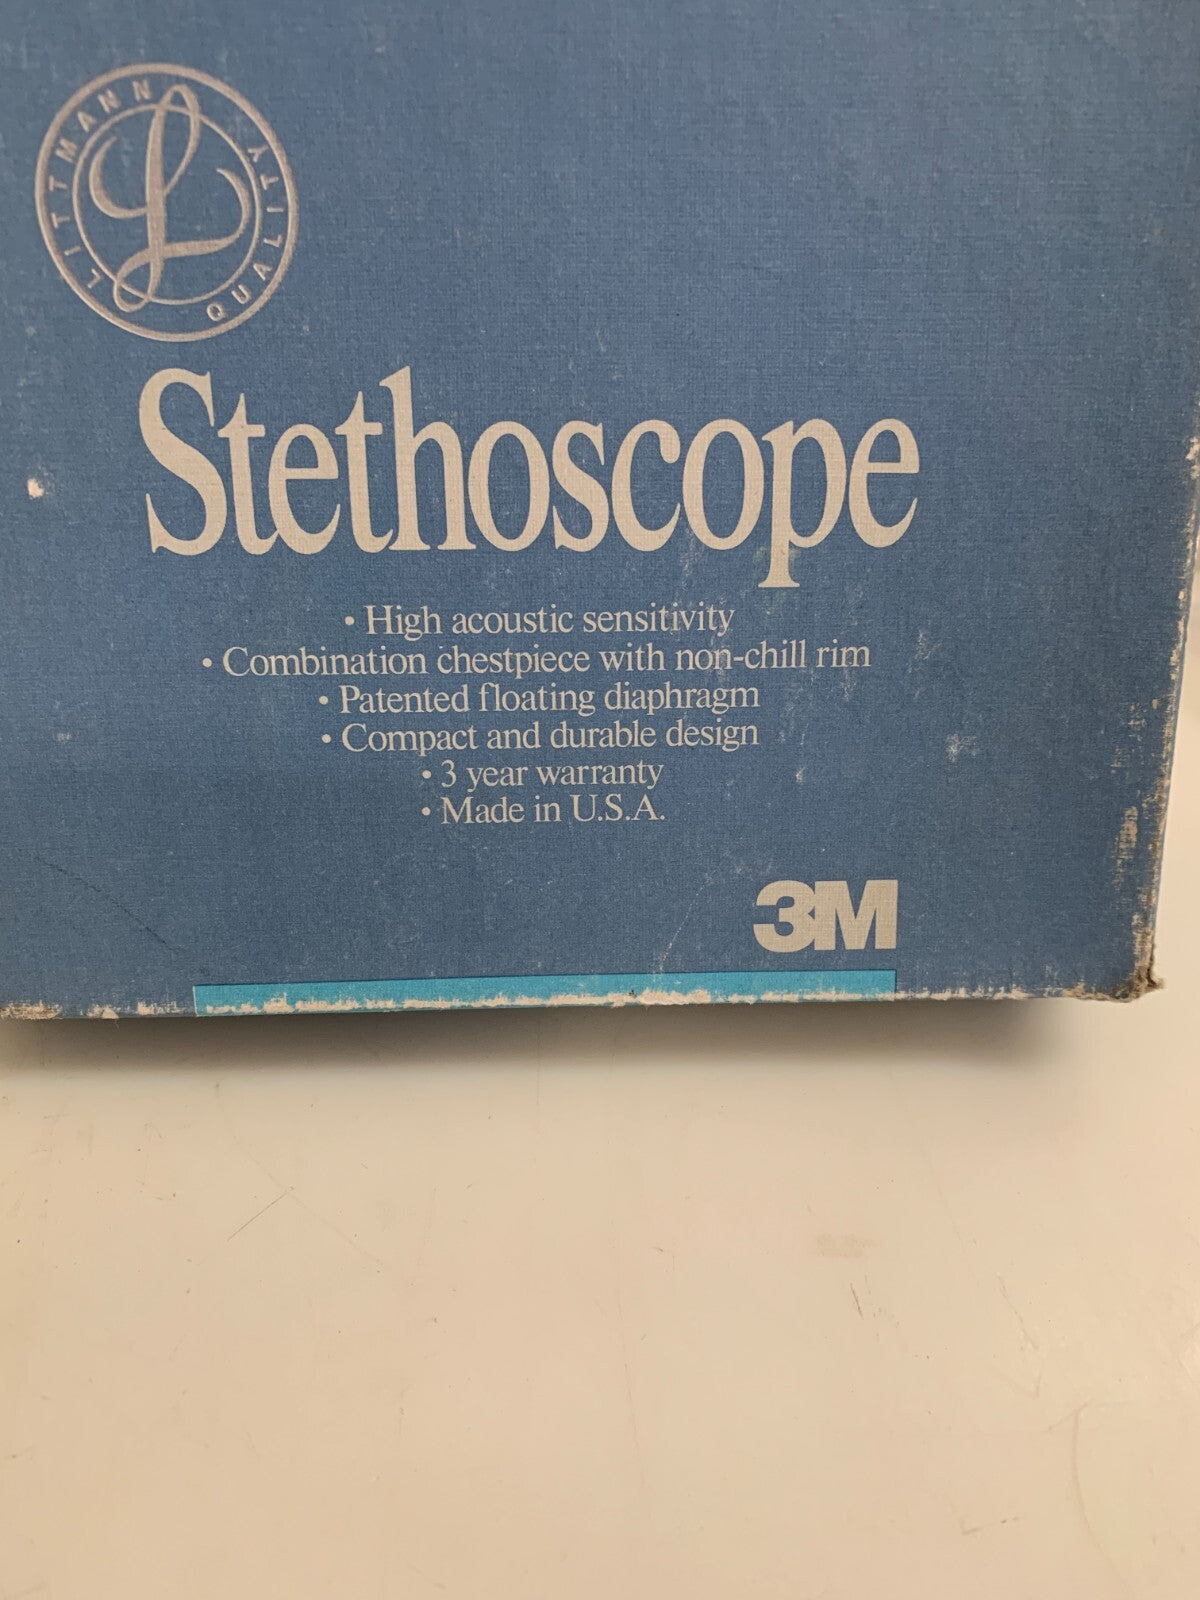 LITTMANN QUALITY
L
Stethoscope
• High acoustic sensitivity
• Combination chestpiece with non-chill rim
• Patented floating diaphragm
• Compact and durable design
• 3 year warranty
• Made in U.S.A.
3M